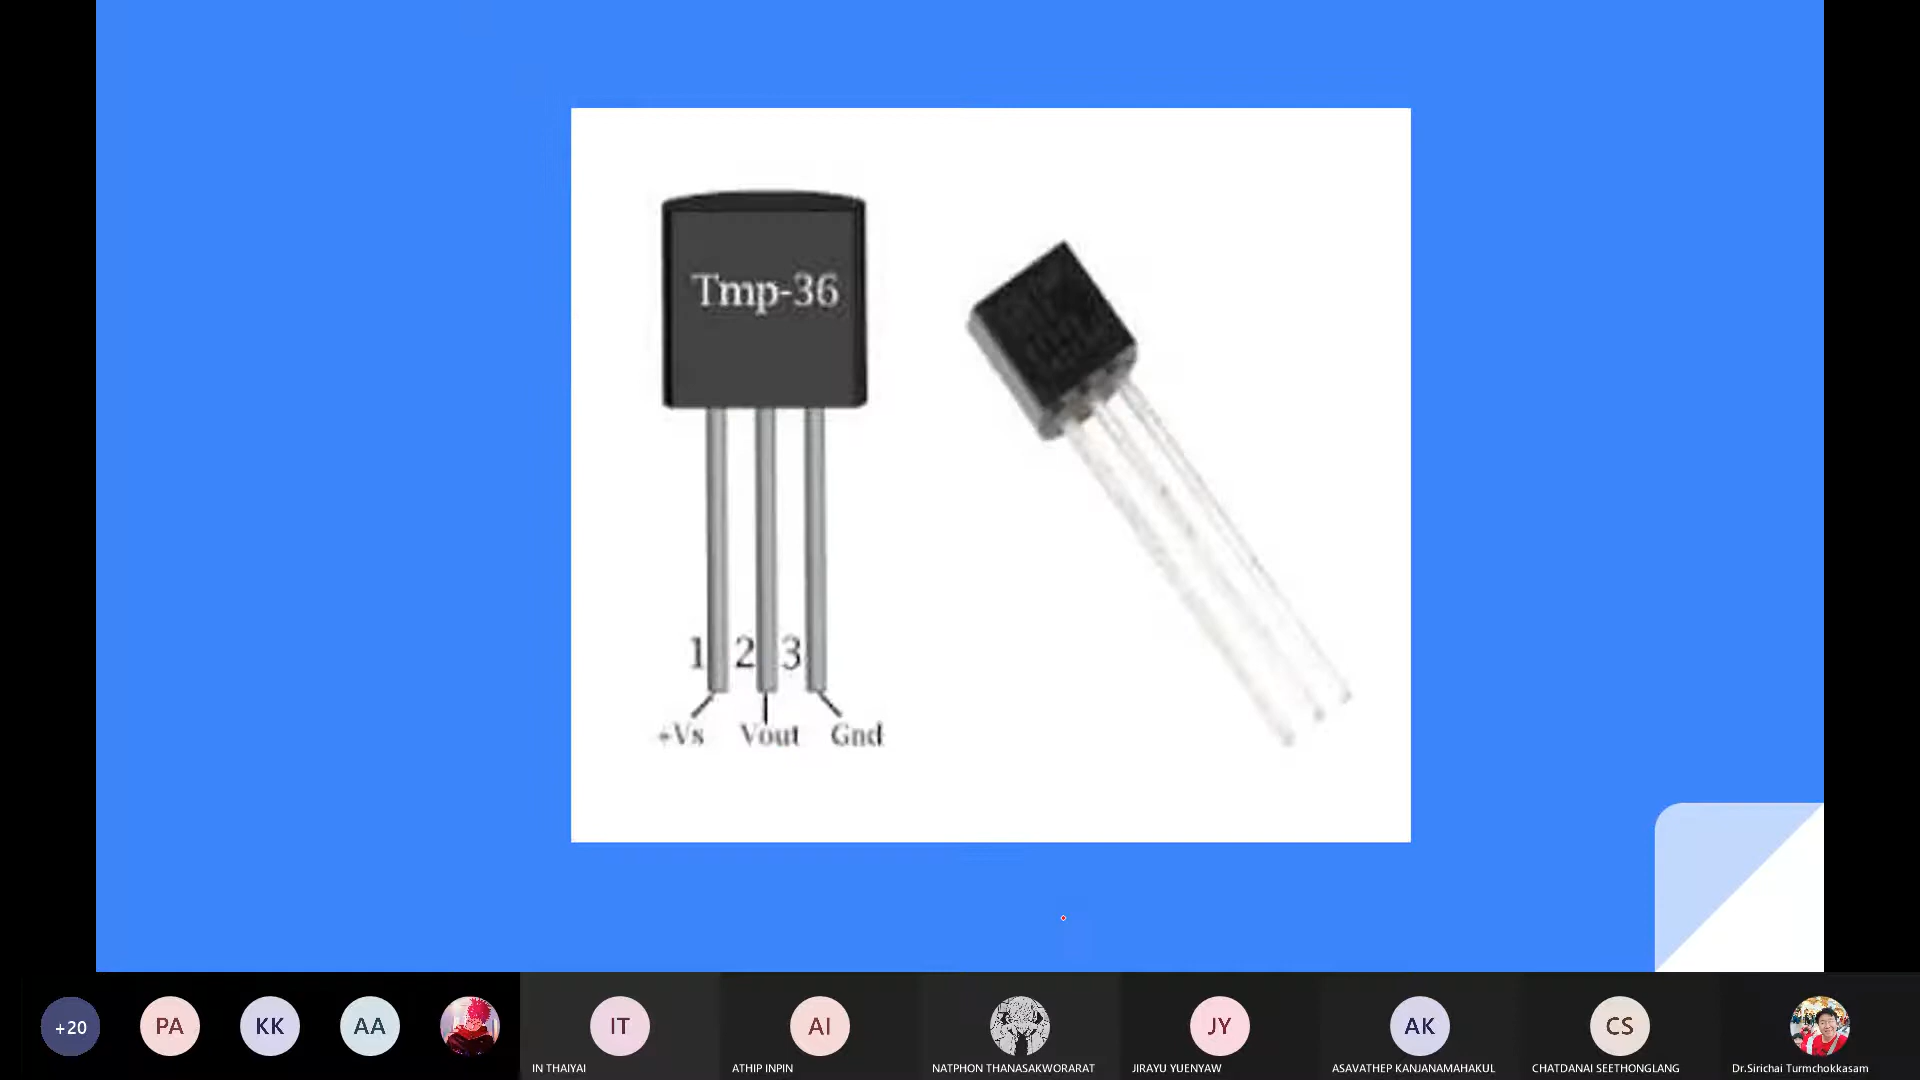 Tmp-36
1 2 3
+Vs Vout Gnd
+20 PA KK AA IT AI JY AK CS
IN THAIYAI ATHIP INPIN NATPHON THANASAKWORARAT JIRAYU YUENYAW ASAVATHEP KANJANAMAHAKUL CHATDANAI SEETHONGLANG Dr.Sirichai Turmchokkasam